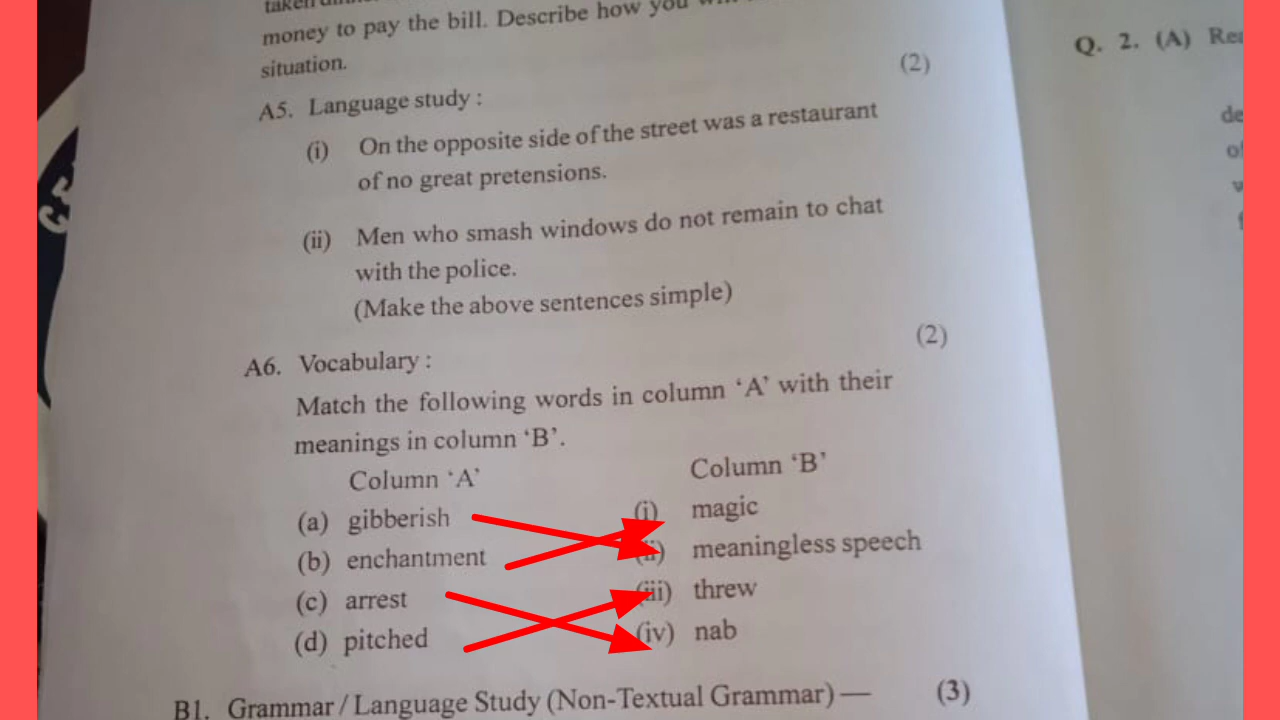 money to pay the bill. Describe how you
situation.
(2)
A5. Language study :
(i) On the opposite side of the street was a restaurant
of no great pretensions.
(ii) Men who smash windows do not remain to chat
with the police.
(Make the above sentences simple)
(2)
A6. Vocabulary :
Match the following words in column ‘A’ with their
meanings in column ‘B’.
Column ‘A’ Column ‘B’
(a) gibberish (i) magic
(b) enchantment (ii) meaningless speech
(c) arrest (iii) threw
(d) pitched (iv) nab
B1. Grammar / Language Study (Non-Textual Grammar) — (3)
Q. 2. (A)